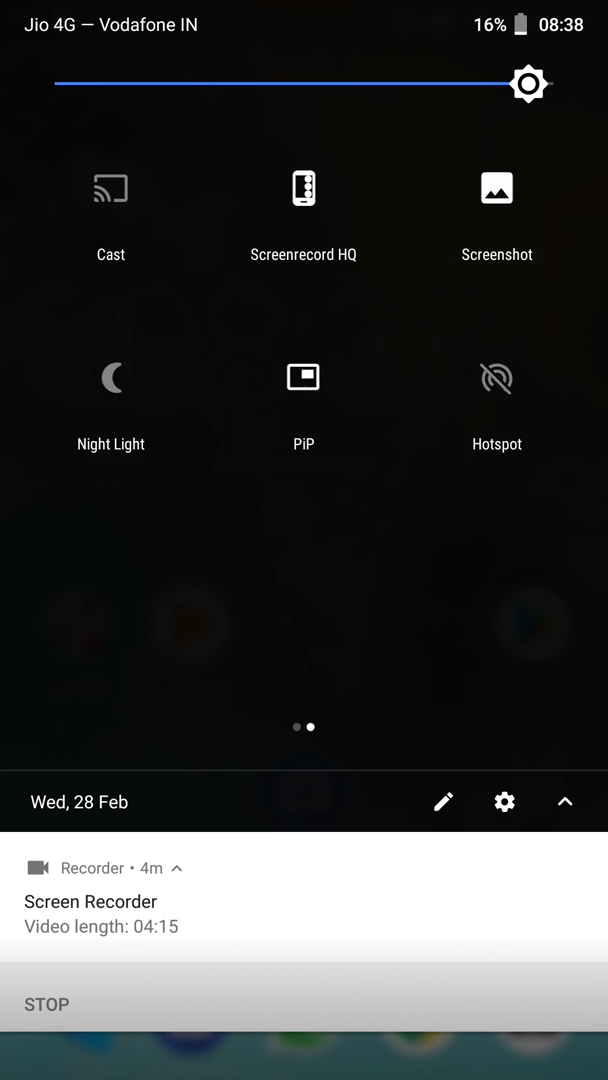 Jio 4G — Vodafone IN 16% 08:38
Cast Screenrecord HQ Screenshot
Night Light PiP Hotspot
Wed, 28 Feb
Recorder • 4m
Screen Recorder
Video length: 04:15
STOP